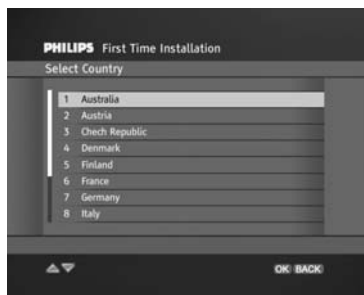 PHILIPS First Time Installation
Select Country
1 Australia
2 Austria
3 Chech Republic
4 Denmark
5 Finland
6 France
7 Germany
8 Italy
OK BACK